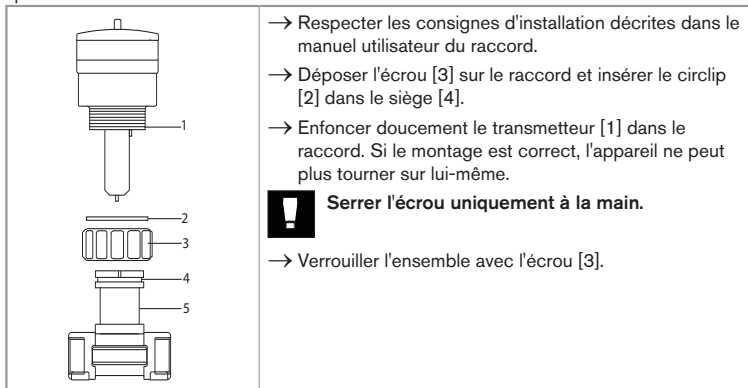 → Respecter les consignes d'installation décrites dans le
manuel utilisateur du raccord.
→ Déposer l'écrou [3] sur le raccord et insérer le circlip
[2] dans le siège [4].
→ Enfoncer doucement le transmetteur [1] dans le
raccord. Si le montage est correct, l'appareil ne peut
plus tourner sur lui-même.
Serrer l'écrou uniquement à la main.
→ Verrouiller l'ensemble avec l'écrou [3].
1
2
3
4
5